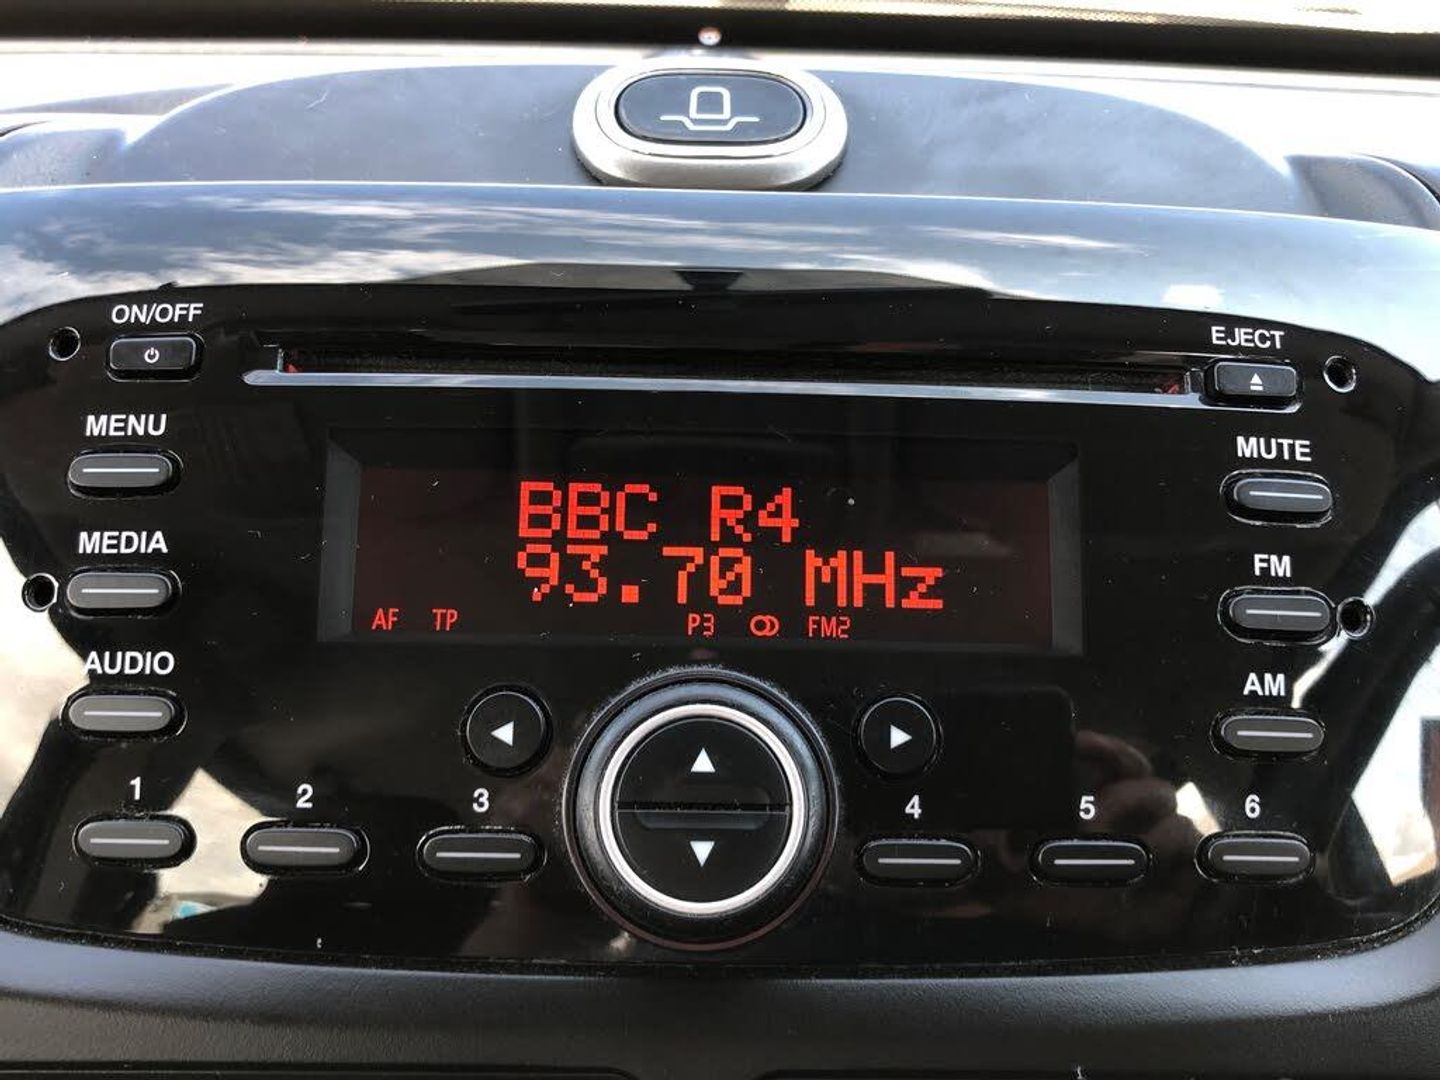 ON/OFF
EJECT
MENU
MUTE
BBC R4
MEDIA
93.70 MHz
FM
AF TP P3 FM2
AUDIO
AM
1 2 3 4 5 6